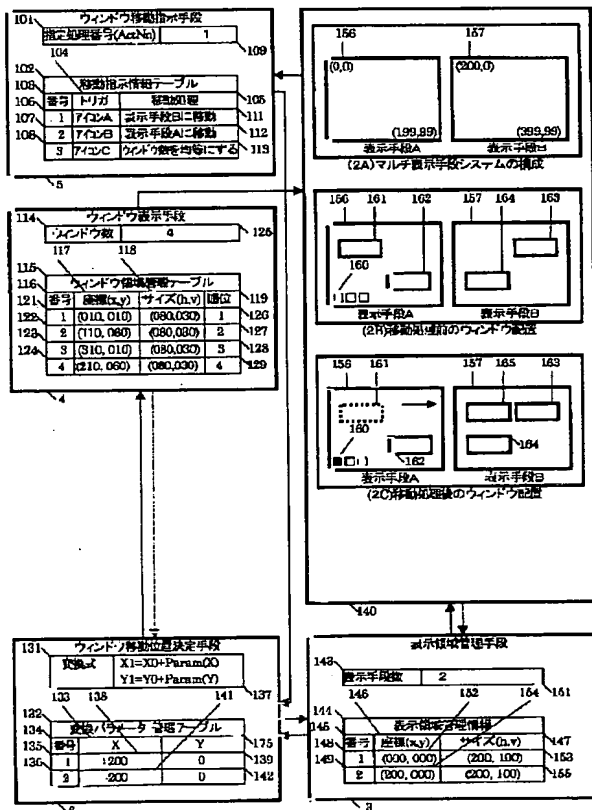 101
ウィンドウ移動指示手段
指定処理番号(ActNo)
1
104
109
102
103
移動指示情報テーブル
番号 トリガ 移動処理
105
106
1 アイコンA 表示手段Bに移動
111
107
2 アイコンB 表示手段Aに移動
112
108
3 アイコンC ウィンドウ数を均等にする
113
5
114
ウィンドウ表示手段
ウィンドウ数
4
125
117
118
115
116
ウィンドウ領域管理テーブル
番号 座標(x,y) サイズ(h,v) 順位
119
121
122
1 (010, 010) (080,030) 1
126
123
2 (110, 060) (080,030) 2
127
124
3 (310, 010) (080,030) 3
128
4 (210, 060) (080,030) 4
129
4
131
ウィンドウ移動位置決定手段
変換式
X1=X0+Param(X)
Y1=Y0+Param(Y)
137
133
138
141
132
134
変換パラメータ管理テーブル
175
135
番号 X Y
136
1 +200 0
139
2 -200 0
142
156
157
(0,0)
(200,0)
(199,99)
(399,99)
表示手段A
表示手段B
(2A)マルチ表示手段システムの構成
156
161
162
157
164
163
160
表示手段A
表示手段B
(2B)移動処理前のウィンドウ配置
156
161
157
165
163
160
162
164
表示手段A
表示手段B
(2C)移動処理後のウィンドウ配置
140
表示領域管理手段
143
表示手段数
2
151
146
152
154
144
145
表示領域管理情報
148
番号 座標(x,y) サイズ(h,v)
147
149
1 (000, 000) (200, 100)
153
2 (200, 000) (200, 100)
155
3